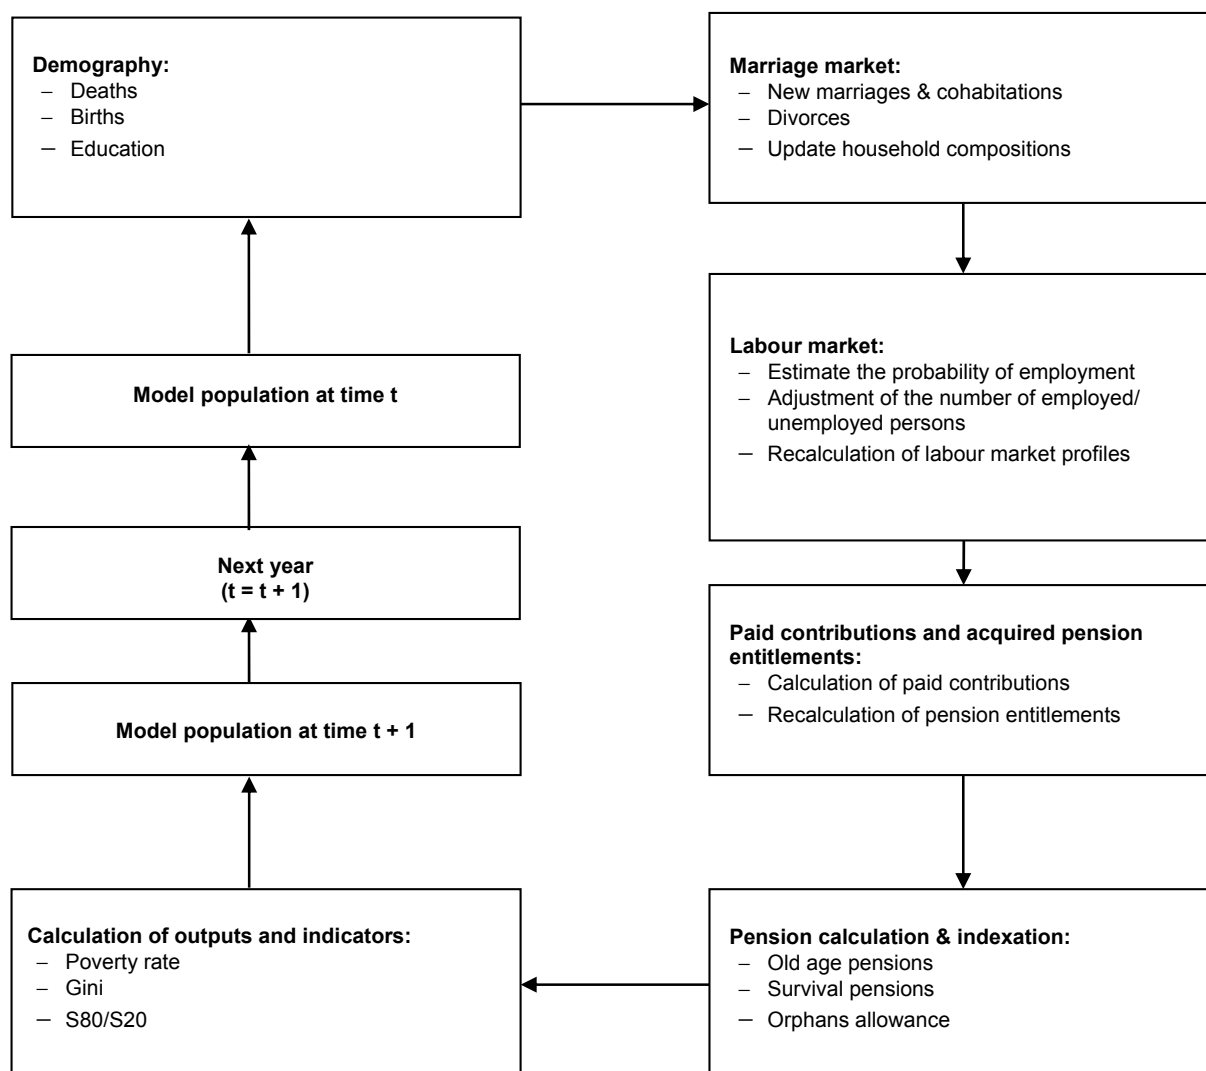 Demography:
– Deaths
– Births
– Education
Marriage market:
– New marriages & cohabitations
– Divorces
– Update household compositions
Labour market:
– Estimate the probability of employment
– Adjustment of the number of employed/
unemployed persons
– Recalculation of labour market profiles
Paid contributions and acquired pension
entitlements:
– Calculation of paid contributions
– Recalculation of pension entitlements
Pension calculation & indexation:
– Old age pensions
– Survival pensions
– Orphans allowance
Calculation of outputs and indicators:
– Poverty rate
– Gini
– S80/S20
Model population at time t + 1
Next year
(t = t + 1)
Model population at time t